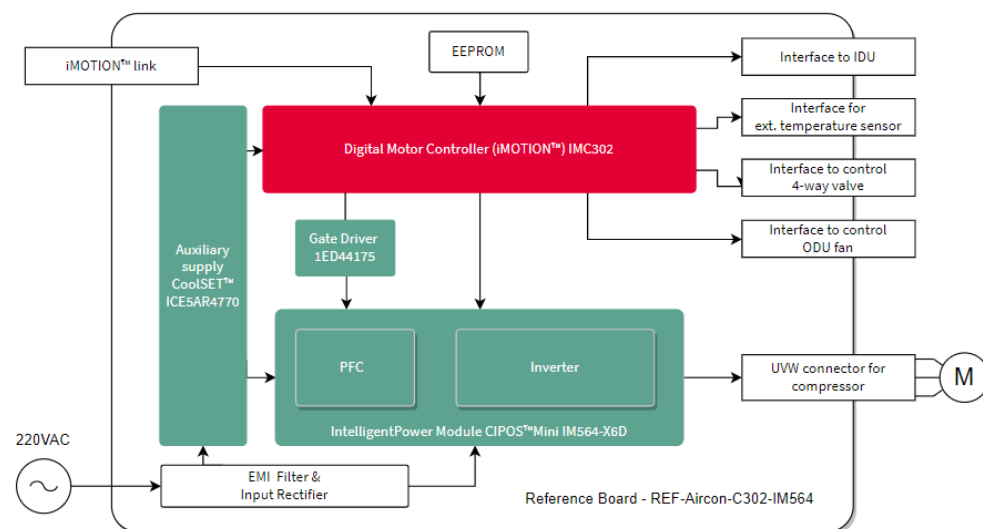 iMOTION™ link
EEPROM
Interface to IDU
Interface for
ext. temperature sensor
Digital Motor Controller (iMOTION™) IMC302
Interface to control
4-way valve
Gate Driver
1ED44175
Interface to control
ODU fan
Auxiliary
supply
CoolSET™
ICE5AR4770
PFC
Inverter
UVW connector for
compressor
M
IntelligentPower Module CIPOS™Mini IM564-X6D
220VAC
EMI Filter &
Input Rectifier
Reference Board - REF-Aircon-C302-IM564